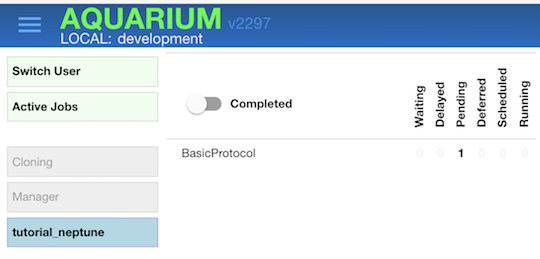 AQUARIUM v2297
LOCAL: development
Switch User
Active Jobs
Cloning
Manager
tutorial_neptune
Completed
Waiting
Delayed
Pending
Deferred
Scheduled
Running
BasicProtocol 0 0 1 0 0 0